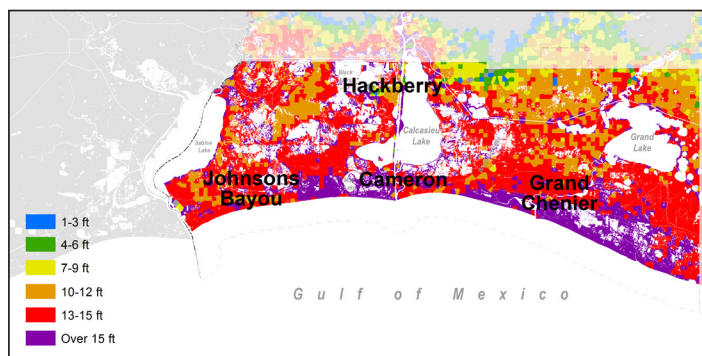 Black
Hackberry
Calcasieu
Lake
Sabine
Lake
Grand
Lake
Johnsons
Bayou
Cameron
Grand
Chenier
1-3 ft
4-6 ft
7-9 ft
10-12 ft
13-15 ft
Over 15 ft
Gulf of Mexico